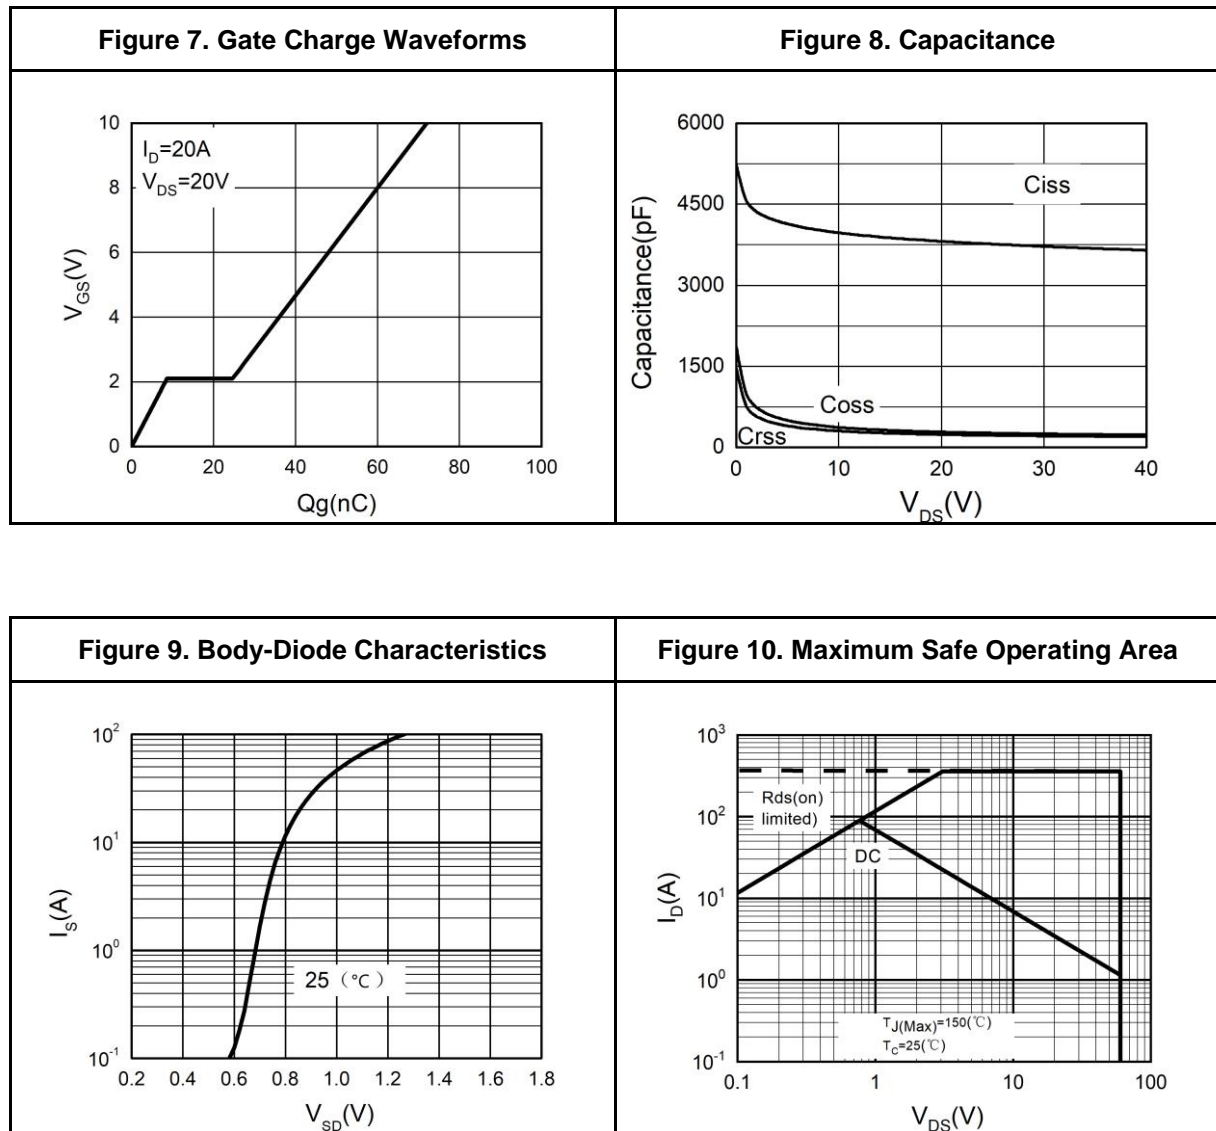 Figure 7. Gate Charge Waveforms
Figure 8. Capacitance
10
8
6
4
2
0
V_GS(V)
I_D=20A
V_DS=20V
0 20 40 60 80 100
Qg(nC)
6000
4500
3000
1500
0
Capacitance(pF)
Ciss
Coss
Crss
0 10 20 30 40
V_DS(V)
Figure 9. Body-Diode Characteristics
Figure 10. Maximum Safe Operating Area
10^2
10^1
10^0
10^-1
I_S(A)
25（℃）
0.2 0.4 0.6 0.8 1.0 1.2 1.4 1.6 1.8
V_SD(V)
10^3
10^2
10^1
10^0
10^-1
I_D(A)
Rds(on)
limited)
DC
T_J(Max)=150(℃)
T_C=25(℃)
0.1 1 10 100
V_DS(V)